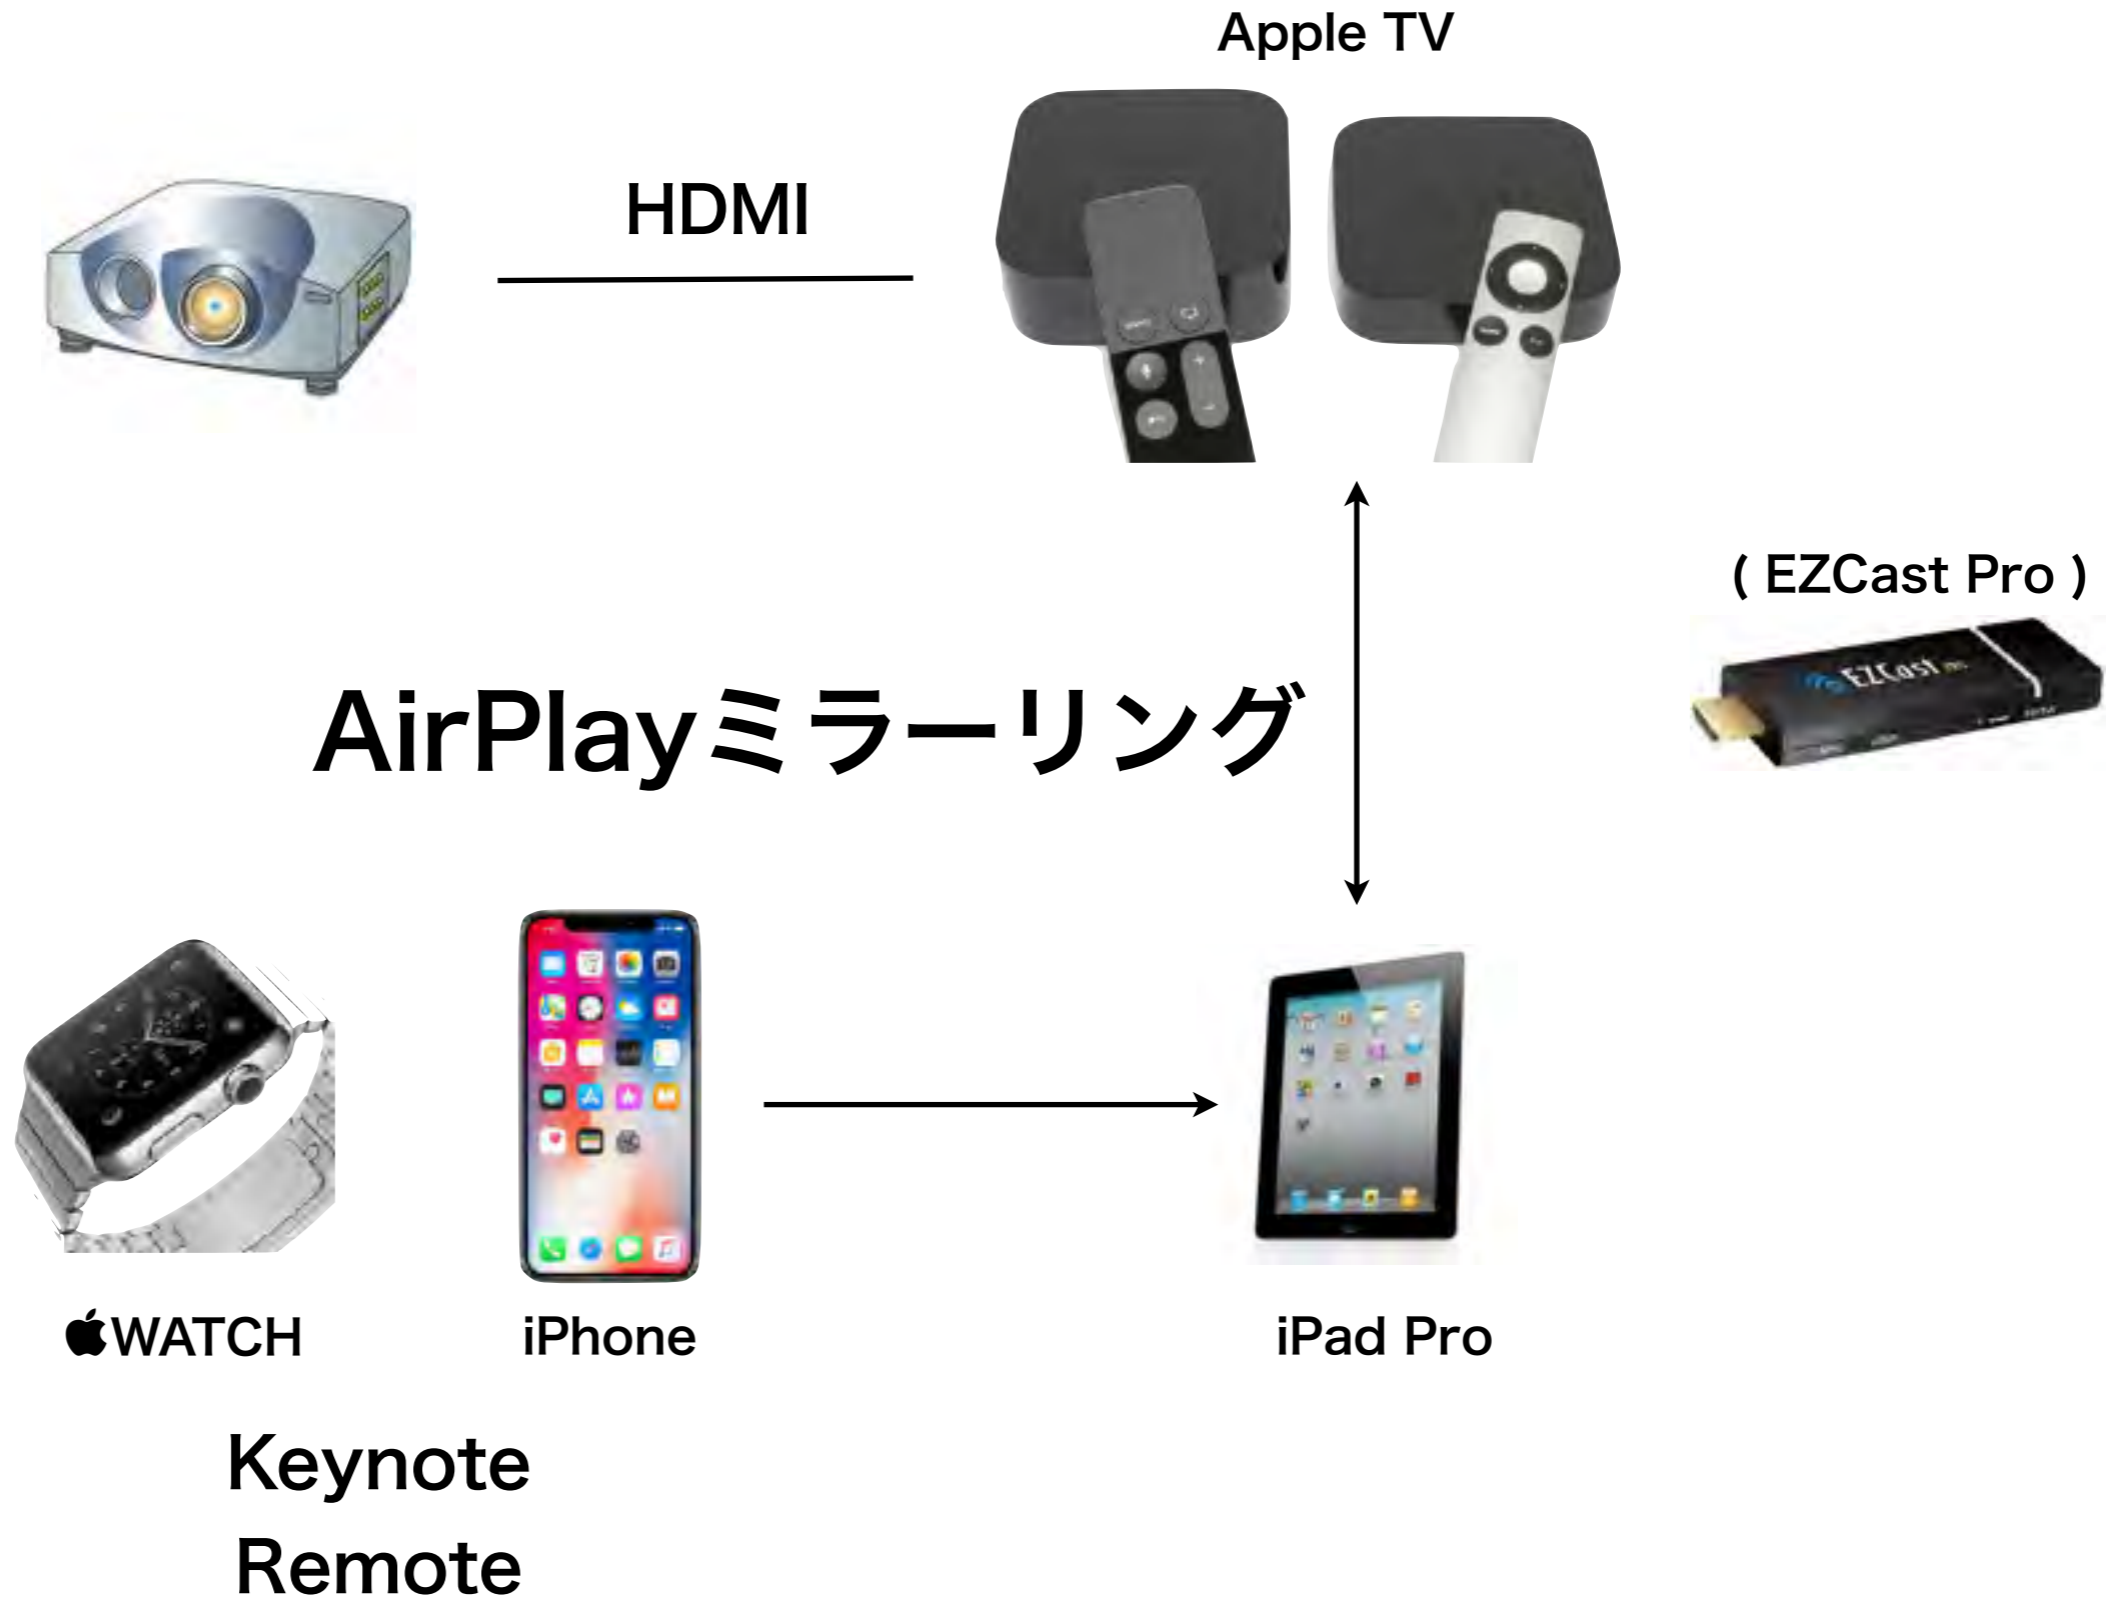 Apple TV
HDMI
( EZCast Pro )
EZCast
AirPlayミラーリング
WATCH
iPhone
iPad Pro
Keynote
Remote